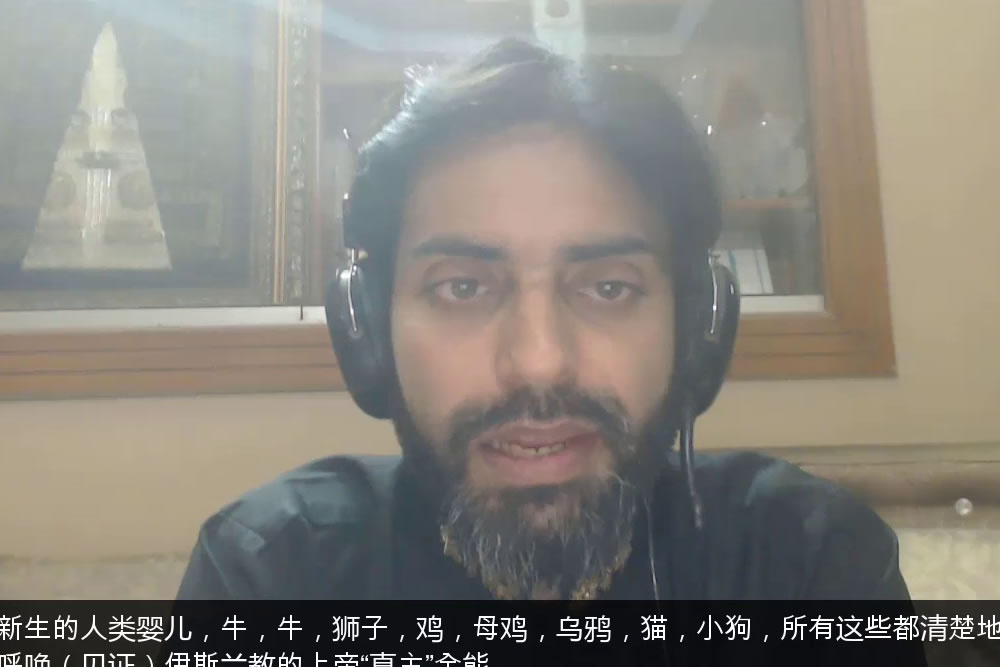 新生的人类婴儿，牛，牛，狮子，鸡，母鸡，乌鸦，猫，小狗，所有这些都清楚地
呼唤（见证）伊斯兰教的上帝“真主”全能